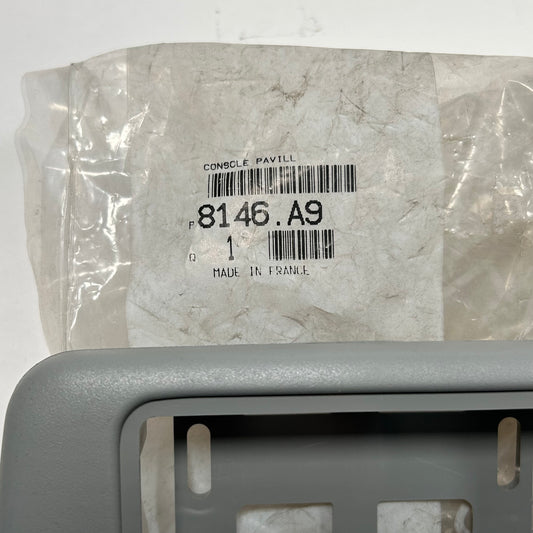 CONSOLE PAVILL
P 8146.A9
Q 1
MADE IN FRANCE